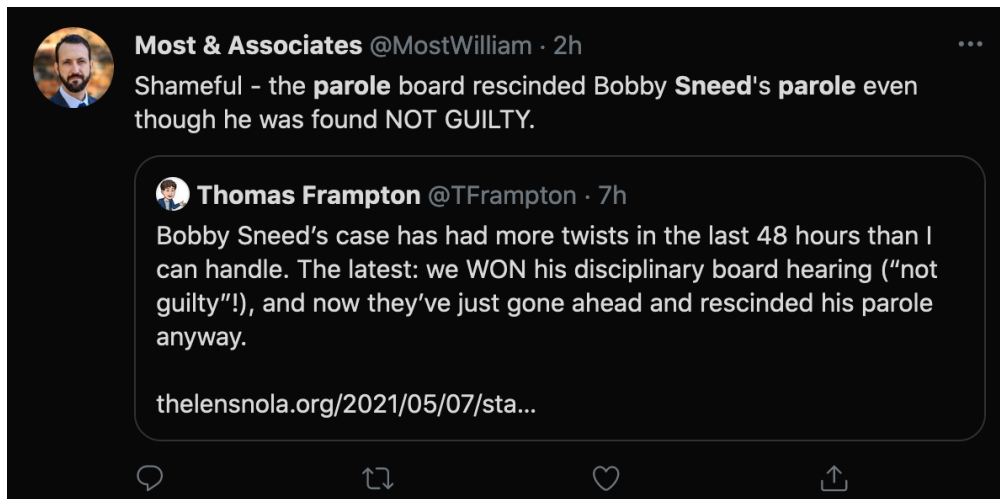 Most & Associates @MostWilliam · 2h
Shameful - the parole board rescinded Bobby Sneed's parole even
though he was found NOT GUILTY.
Thomas Frampton @TFrampton · 7h
Bobby Sneed’s case has had more twists in the last 48 hours than I
can handle. The latest: we WON his disciplinary board hearing (“not
guilty”!), and now they’ve just gone ahead and rescinded his parole
anyway.
thelensnola.org/2021/05/07/sta...